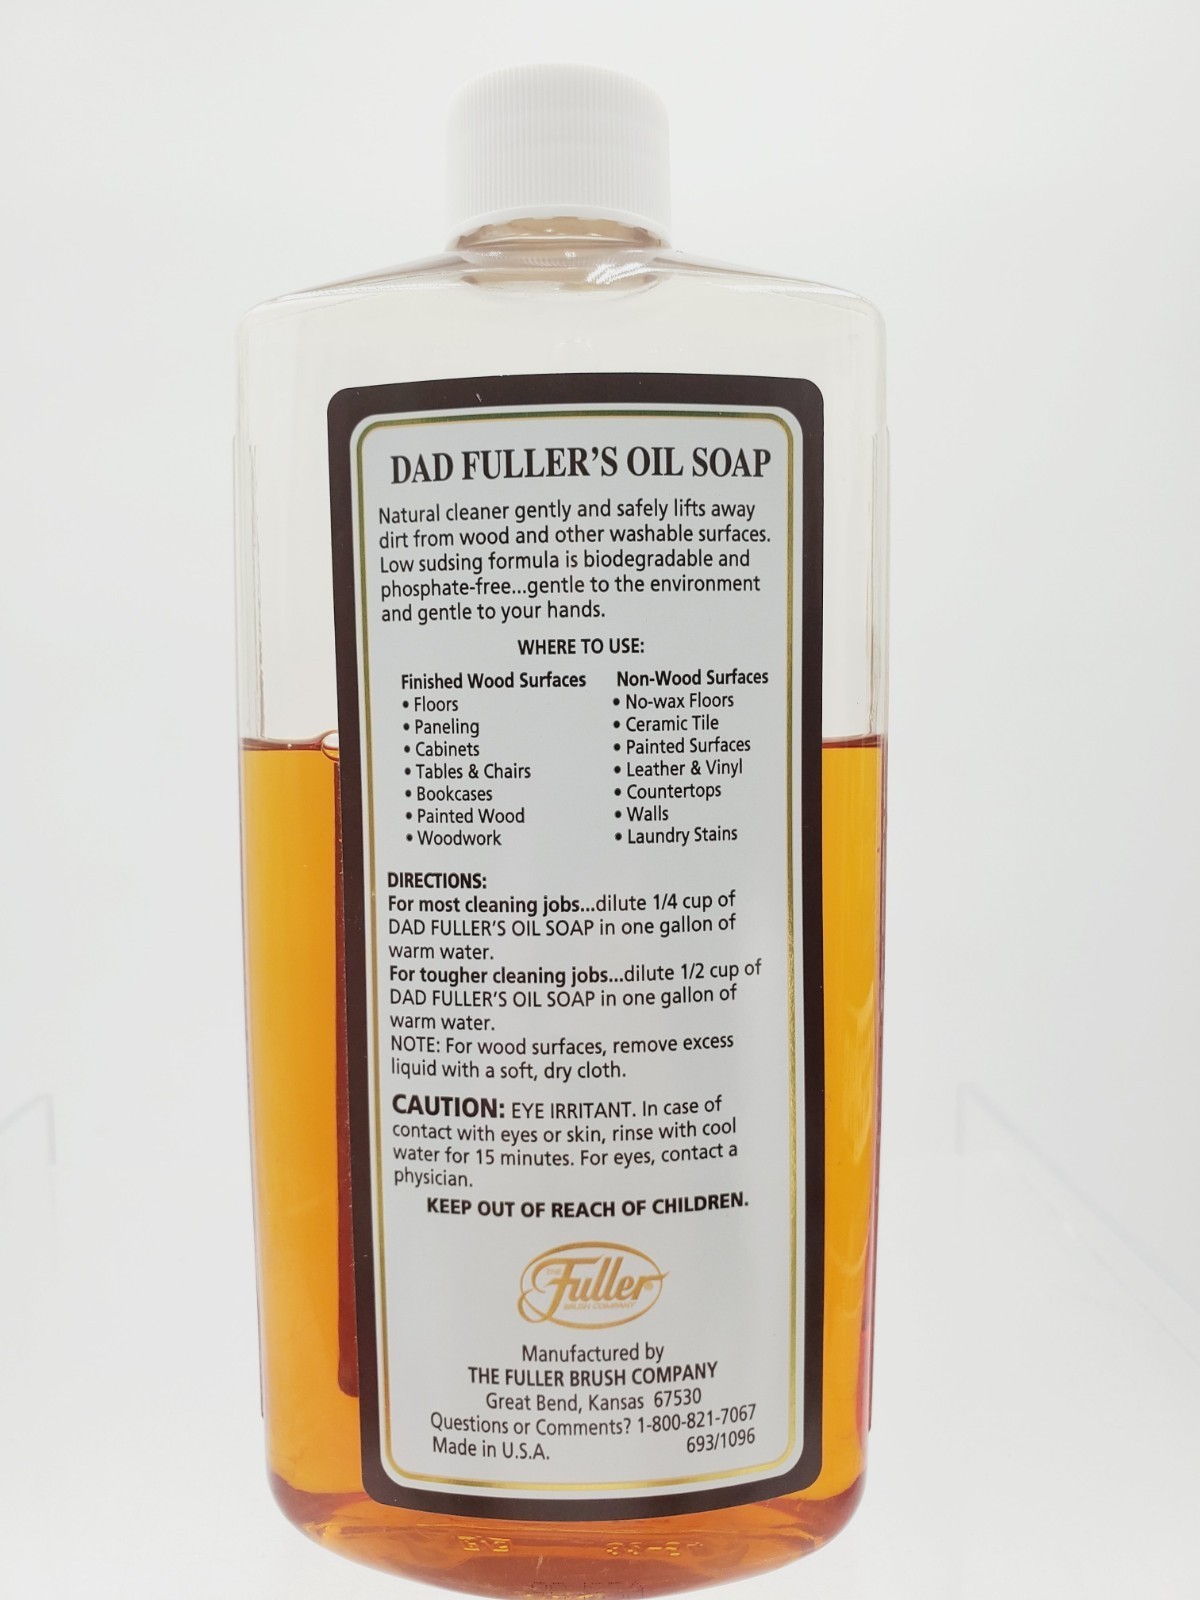 DAD FULLER'S OIL SOAP
Natural cleaner gently and safely lifts away
dirt from wood and other washable surfaces.
Low sudsing formula is biodegradable and
phosphate-free...gentle to the environment
and gentle to your hands.
WHERE TO USE:
Finished Wood Surfaces
• Floors
• Paneling
• Cabinets
• Tables & Chairs
• Bookcases
• Painted Wood
• Woodwork
Non-Wood Surfaces
• No-wax Floors
• Ceramic Tile
• Painted Surfaces
• Leather & Vinyl
• Countertops
• Walls
• Laundry Stains
DIRECTIONS:
For most cleaning jobs...dilute 1/4 cup of
DAD FULLER'S OIL SOAP in one gallon of
warm water.
For tougher cleaning jobs...dilute 1/2 cup of
DAD FULLER'S OIL SOAP in one gallon of
warm water.
NOTE: For wood surfaces, remove excess
liquid with a soft, dry cloth.
CAUTION: EYE IRRITANT. In case of
contact with eyes or skin, rinse with cool
water for 15 minutes. For eyes, contact a
physician.
KEEP OUT OF REACH OF CHILDREN.
THE
Fuller®
BRUSH COMPANY
Manufactured by
THE FULLER BRUSH COMPANY
Great Bend, Kansas 67530
Questions or Comments? 1-800-821-7067
Made in U.S.A. 693/1096